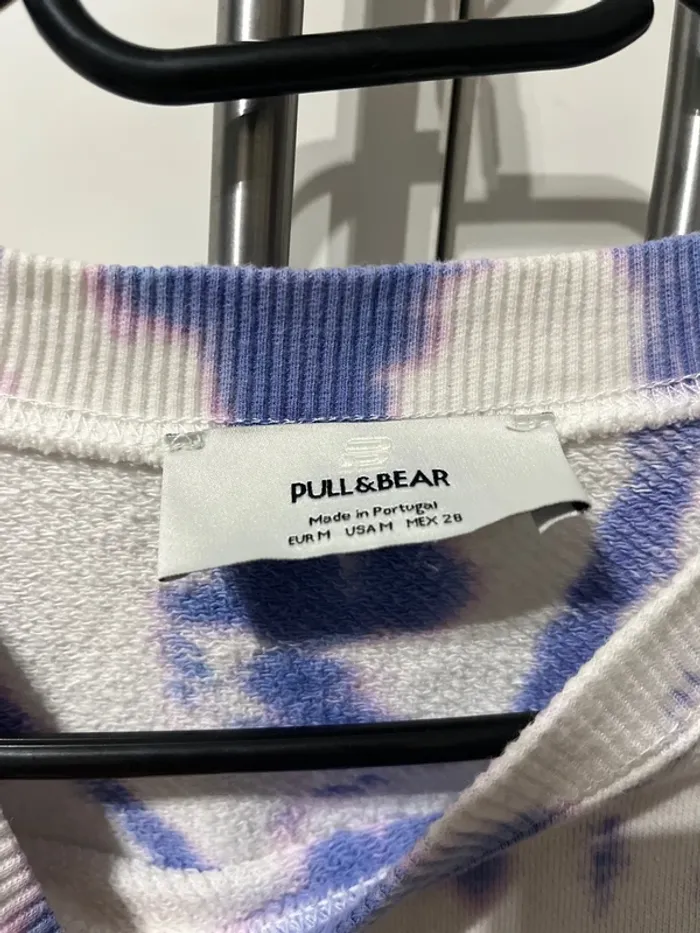 PULL&BEAR
Made in Portugal
EUR M USA M MEX 28